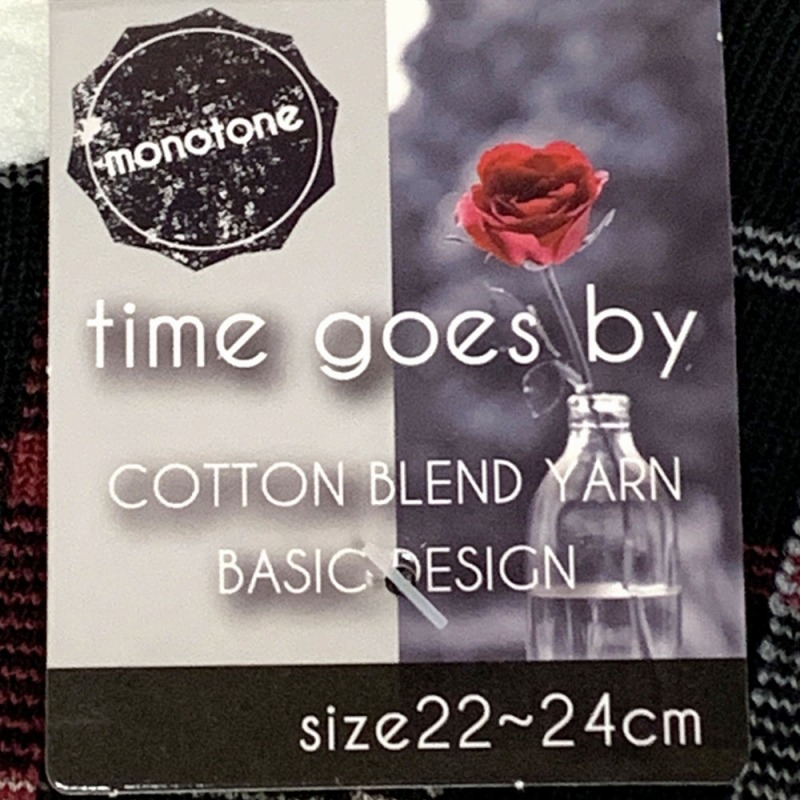 monotone
time goes by
COTTON BLEND YARN
BASIC DESIGN
size22~24cm